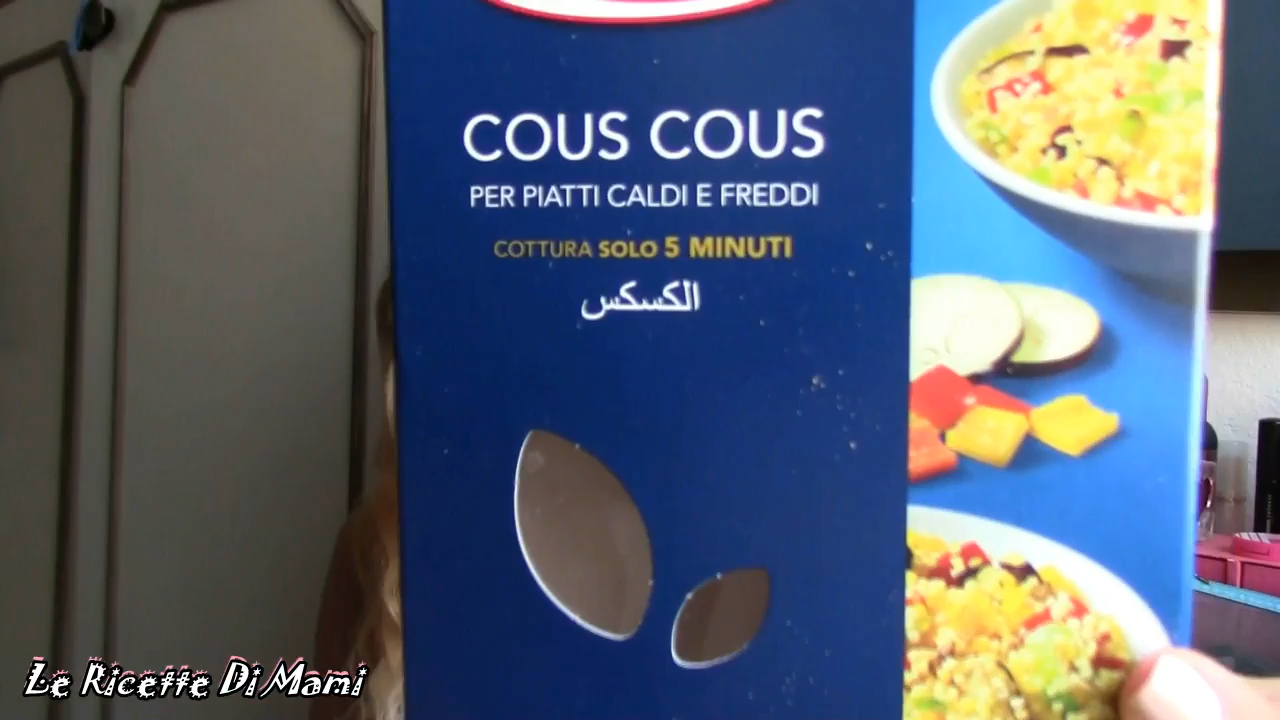 COUS COUS
PER PIATTI CALDI E FREDDI
COTTURA SOLO 5 MINUTI
الكسكس
Le Ricette Di Mami